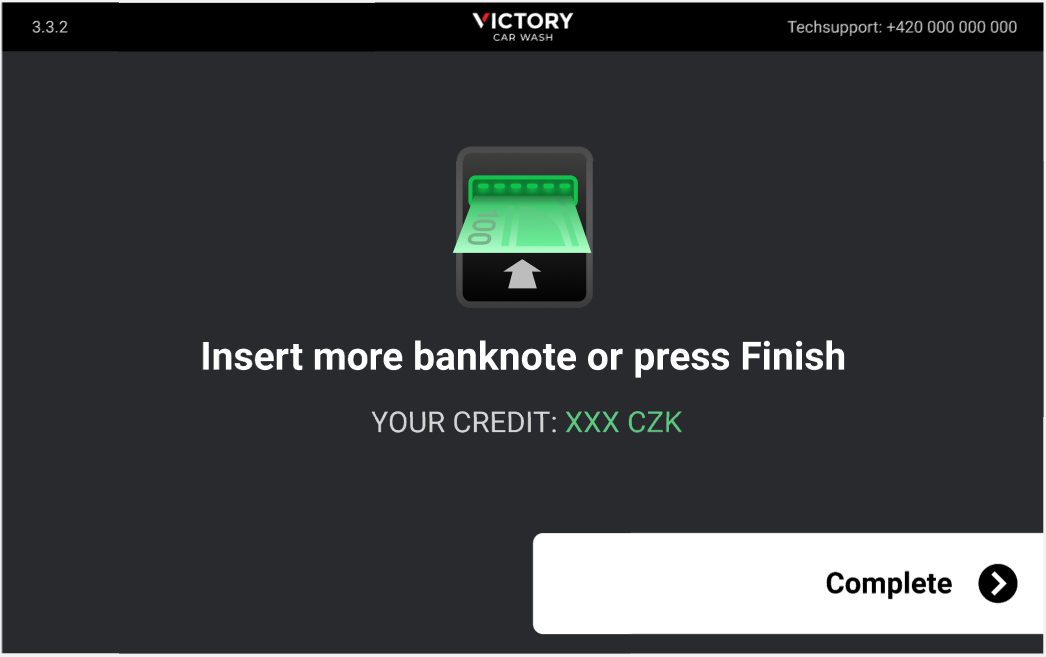 3.3.2
VICTORY
CAR WASH
Techsupport: +420 000 000 000
100
Insert more banknote or press Finish
YOUR CREDIT: XXX CZK
Complete